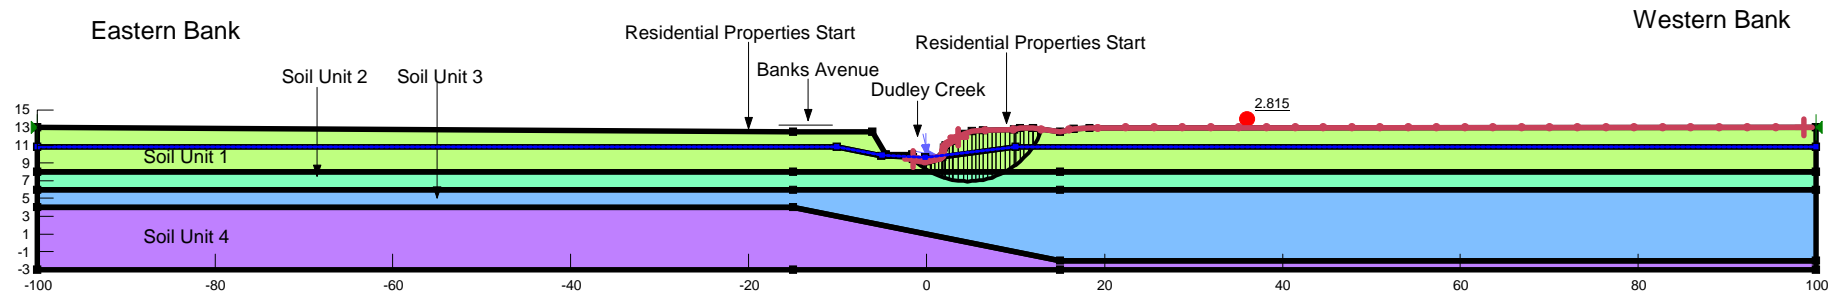 Eastern Bank
Western Bank
Residential Properties Start
Residential Properties Start
Banks Avenue
Dudley Creek
Soil Unit 2
Soil Unit 3
2.815
Soil Unit 1
Soil Unit 4
15
13
11
9
7
5
3
1
-1
-3
-100
-80
-60
-40
-20
0
20
40
60
80
100